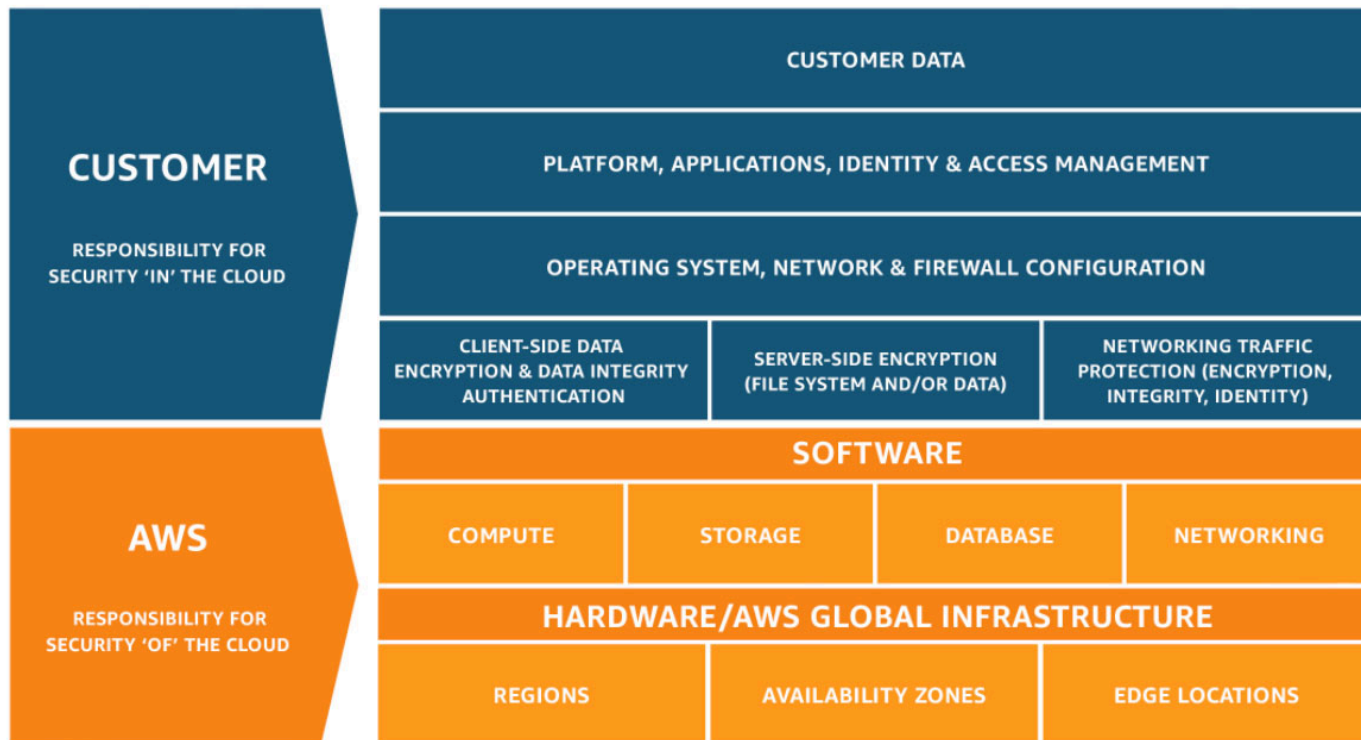 CUSTOMER
RESPONSIBILITY FOR
SECURITY ‘IN’ THE CLOUD
CUSTOMER DATA
PLATFORM, APPLICATIONS, IDENTITY & ACCESS MANAGEMENT
OPERATING SYSTEM, NETWORK & FIREWALL CONFIGURATION
CLIENT-SIDE DATA
ENCRYPTION & DATA INTEGRITY
AUTHENTICATION
SERVER-SIDE ENCRYPTION
(FILE SYSTEM AND/OR DATA)
NETWORKING TRAFFIC
PROTECTION (ENCRYPTION,
INTEGRITY, IDENTITY)
AWS
RESPONSIBILITY FOR
SECURITY ‘OF’ THE CLOUD
SOFTWARE
COMPUTE
STORAGE
DATABASE
NETWORKING
HARDWARE/AWS GLOBAL INFRASTRUCTURE
REGIONS
AVAILABILITY ZONES
EDGE LOCATIONS